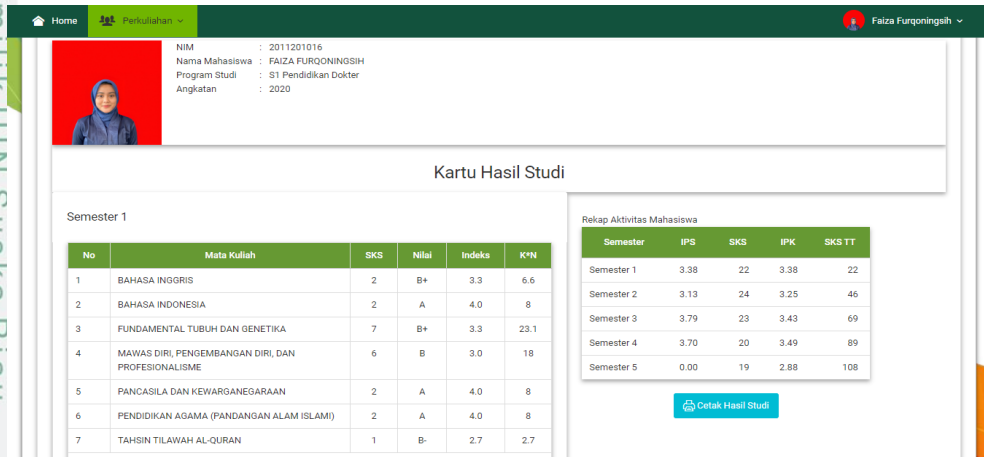 Home Perkuliahan Faiza Furqoningsih
NIM : 2011201016
Nama Mahasiswa : FAIZA FURQONINGSIH
Program Studi : S1 Pendidikan Dokter
Angkatan : 2020
Kartu Hasil Studi
Semester 1
No Mata Kuliah SKS Nilai Indeks K*N
1 BAHASA INGGRIS 2 B+ 3.3 6.6
2 BAHASA INDONESIA 2 A 4.0 8
3 FUNDAMENTAL TUBUH DAN GENETIKA 7 B+ 3.3 23.1
4 MAWAS DIRI, PENGEMBANGAN DIRI, DAN 6 B 3.0 18
PROFESIONALISME
5 PANCASILA DAN KEWARGANEGARAAN 2 A 4.0 8
6 PENDIDIKAN AGAMA (PANDANGAN ALAM ISLAMI) 2 A 4.0 8
7 TAHSIN TILAWAH AL-QURAN 1 B- 2.7 2.7
Rekap Aktivitas Mahasiswa
Semester IPS SKS IPK SKS TT
Semester 1 3.38 22 3.38 22
Semester 2 3.13 24 3.25 46
Semester 3 3.79 23 3.43 69
Semester 4 3.70 20 3.49 89
Semester 5 0.00 19 2.88 108
Cetak Hasil Studi